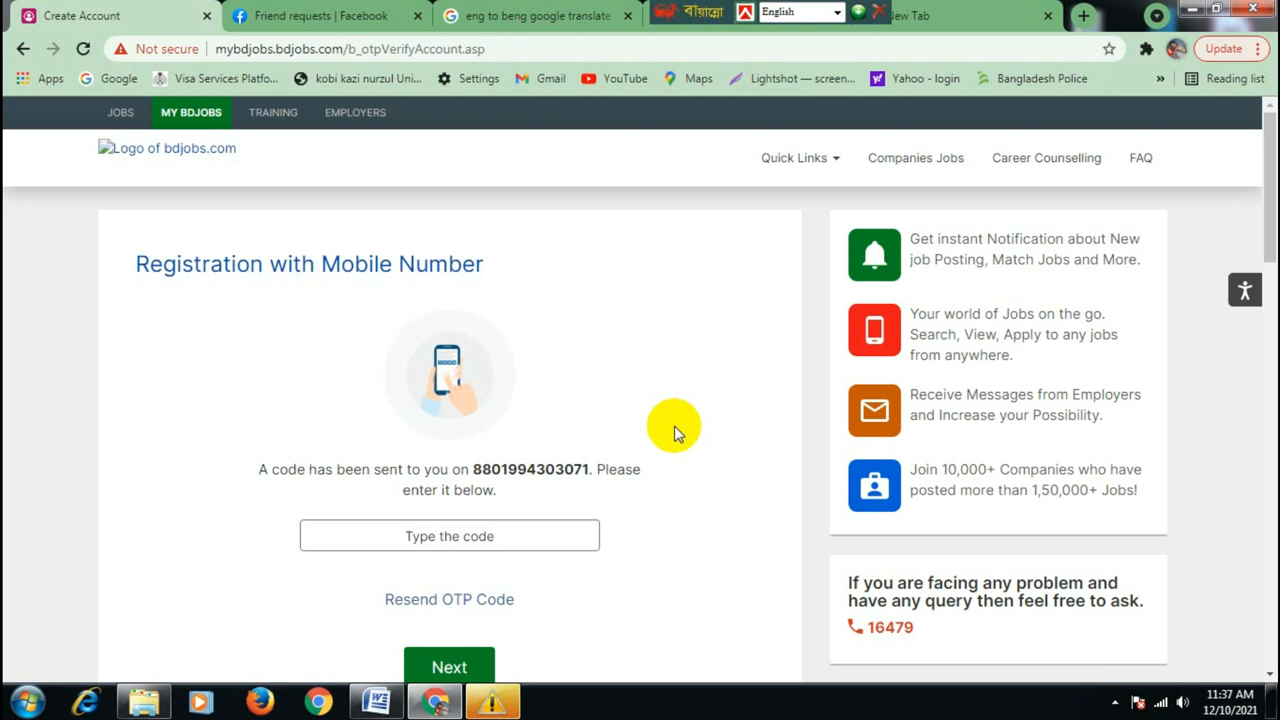 Create Account
Friend requests | Facebook
eng to beng google translate
বায়ান্নো
English
New Tab
Not secure
mybdjobs.bdjobs.com/b_otpVerifyAccount.asp
Update
Apps
Google
Visa Services Platfo...
kobi kazi nurzul Uni...
Settings
Gmail
YouTube
Maps
Lightshot — screen...
Yahoo - login
Bangladesh Police
»
Reading list
JOBS
MY BDJOBS
TRAINING
EMPLOYERS
Logo of bdjobs.com
Quick Links
Companies Jobs
Career Counselling
FAQ
Registration with Mobile Number
A code has been sent to you on 8801994303071. Please
enter it below.
Type the code
Resend OTP Code
Next
Get instant Notification about New
job Posting, Match Jobs and More.
Your world of Jobs on the go.
Search, View, Apply to any jobs
from anywhere.
Receive Messages from Employers
and Increase your Possibility.
Join 10,000+ Companies who have
posted more than 1,50,000+ Jobs!
If you are facing any problem and
have any query then feel free to ask.
16479
11:37 AM
12/10/2021